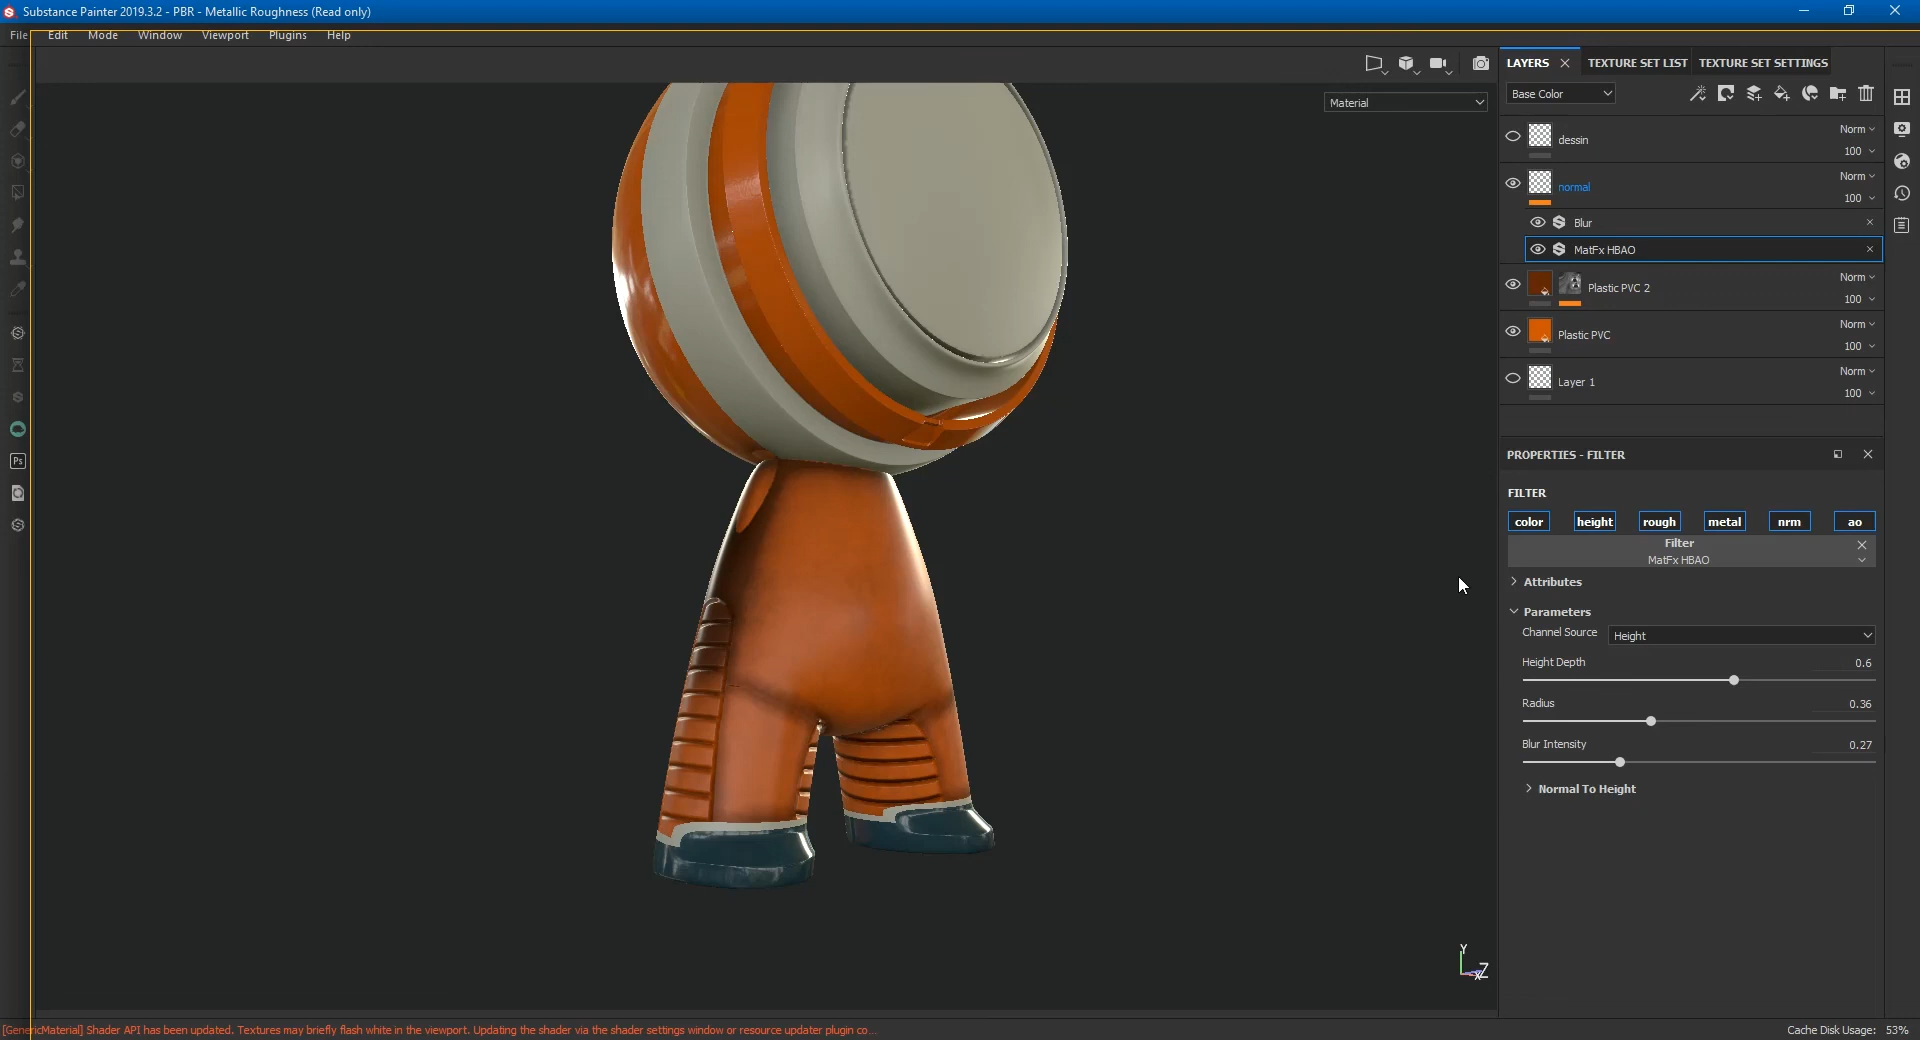 Substance Painter 2019.3.2 - PBR - Metallic Roughness (Read only)
File Edit Mode Window Viewport Plugins Help
LAYERS TEXTURE SET LIST TEXTURE SET SETTINGS
Base Color
Material
Norm
dessin
100
Norm
normal
100
Blur
MatFx HBAO
Norm
Plastic PVC 2
100
Norm
Plastic PVC
100
Norm
Layer 1
100
PROPERTIES - FILTER
FILTER
color height rough metal nrm ao
Filter
MatFx HBAO
Attributes
Parameters
Channel Source Height
Height Depth 0.6
Radius 0.36
Blur Intensity 0.27
Normal To Height
Ps
Y
X Z
[GenericMaterial] Shader API has been updated. Textures may briefly flash white in the viewport. Updating the shader via the shader settings window or resource updater plugin co...
Cache Disk Usage: 53%